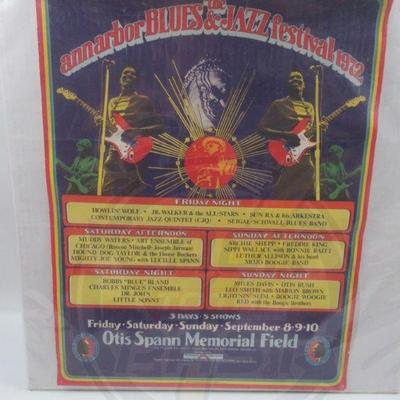 the
ann arbor BLUES & JAZZ festival 1972
FRIDAY NIGHT
HOWLIN' WOLF · JR. WALKER & the ALL-STARS · SUN RA & his ARKESTRA
CONTEMPORARY JAZZ QUINTET (CJQ) · SEIGAL-SCHWALL BLUES BAND
SATURDAY AFTERNOON
MUDDY WATERS · ART ENSEMBLE of
CHICAGO (Roscoe Mitchell-Joseph Jarman)
HOUND DOG TAYLOR & the House Rockers
MIGHTY JOE YOUNG with LUCILLE SPANN
SUNDAY AFTERNOON
ARCHIE SHEPP · FREDDIE KING
SIPPY WALLACE with BONNIE RAITT
LUTHER ALLISON & his band
MOJO BOOGIE BAND
SATURDAY NIGHT
BOBBY "BLUE" BLAND
CHARLES MINGUS ENSEMBLE
DR. JOHN
LITTLE SONNY
SUNDAY NIGHT
MILES DAVIS · OTIS RUSH
LEO SMITH with MARION BROWN
LIGHTNIN' SLIM & BOOGIE WOOGIE
RED with the Boogie Brothers
3 DAYS · 5 SHOWS
Friday · Saturday · Sunday · September 8·9·10
Otis Spann Memorial Field